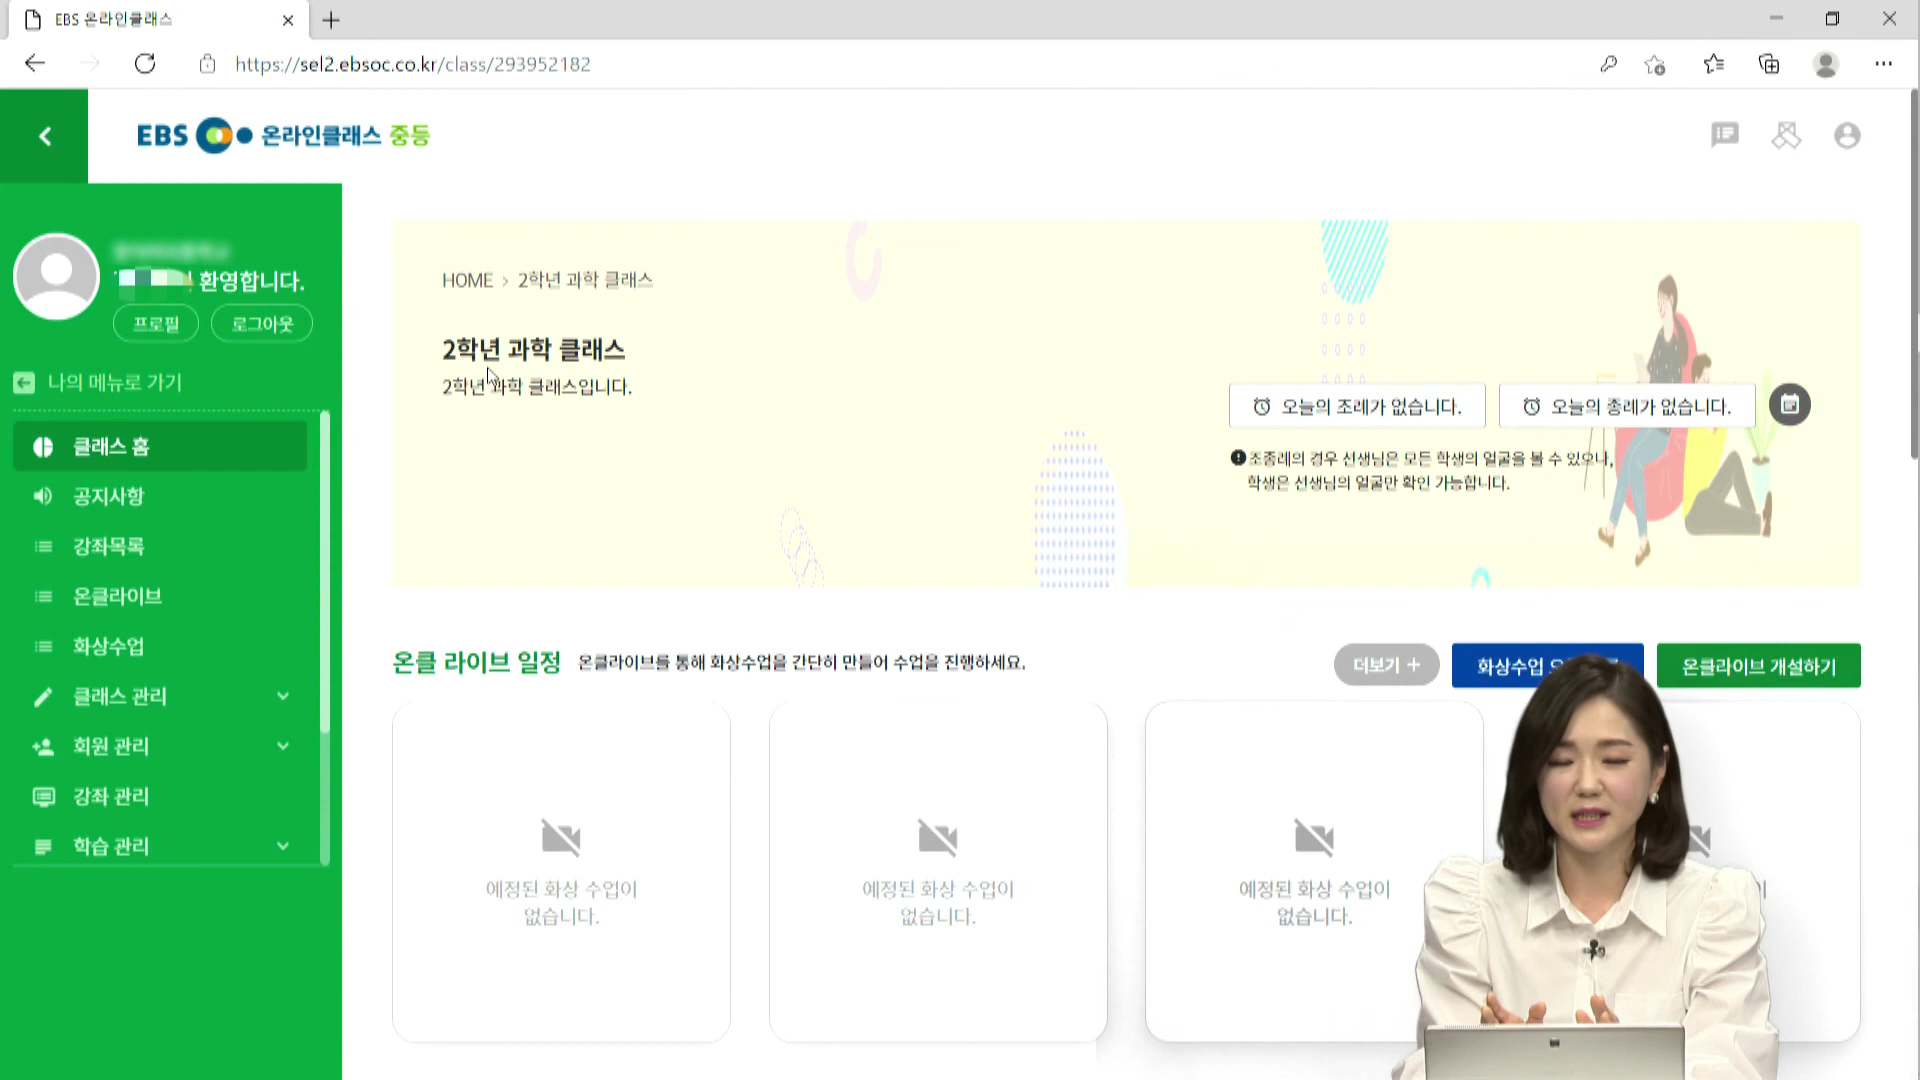 EBS 온라인클래스
https://sel2.ebsoc.co.kr/class/293952182
EBS 온라인클래스 중등
환영합니다.
프로필
로그아웃
나의 메뉴로 가기
클래스 홈
공지사항
강좌목록
온클라이브
화상수업
클래스 관리
회원 관리
강좌 관리
학습 관리
HOME > 2학년 과학 클래스
2학년 과학 클래스
2학년 과학 클래스입니다.
오늘의 조례가 없습니다.
오늘의 종례가 없습니다.
조종례의 경우 선생님은 모든 학생의 얼굴을 볼 수 있으나,
학생은 선생님의 얼굴만 확인 가능합니다.
온클 라이브 일정
온클라이브를 통해 화상수업을 간단히 만들어 수업을 진행하세요.
더보기 +
화상수업
온클라이브 개설하기
예정된 화상 수업이
없습니다.
예정된 화상 수업이
없습니다.
예정된 화상 수업이
없습니다.